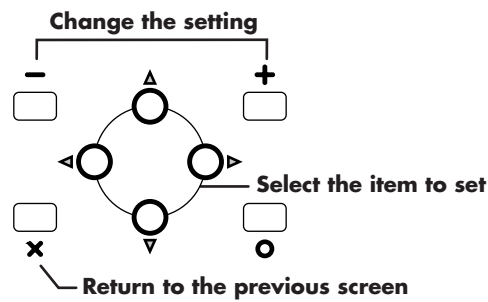 Change the setting
− +
Select the item to set
× ○
Return to the previous screen